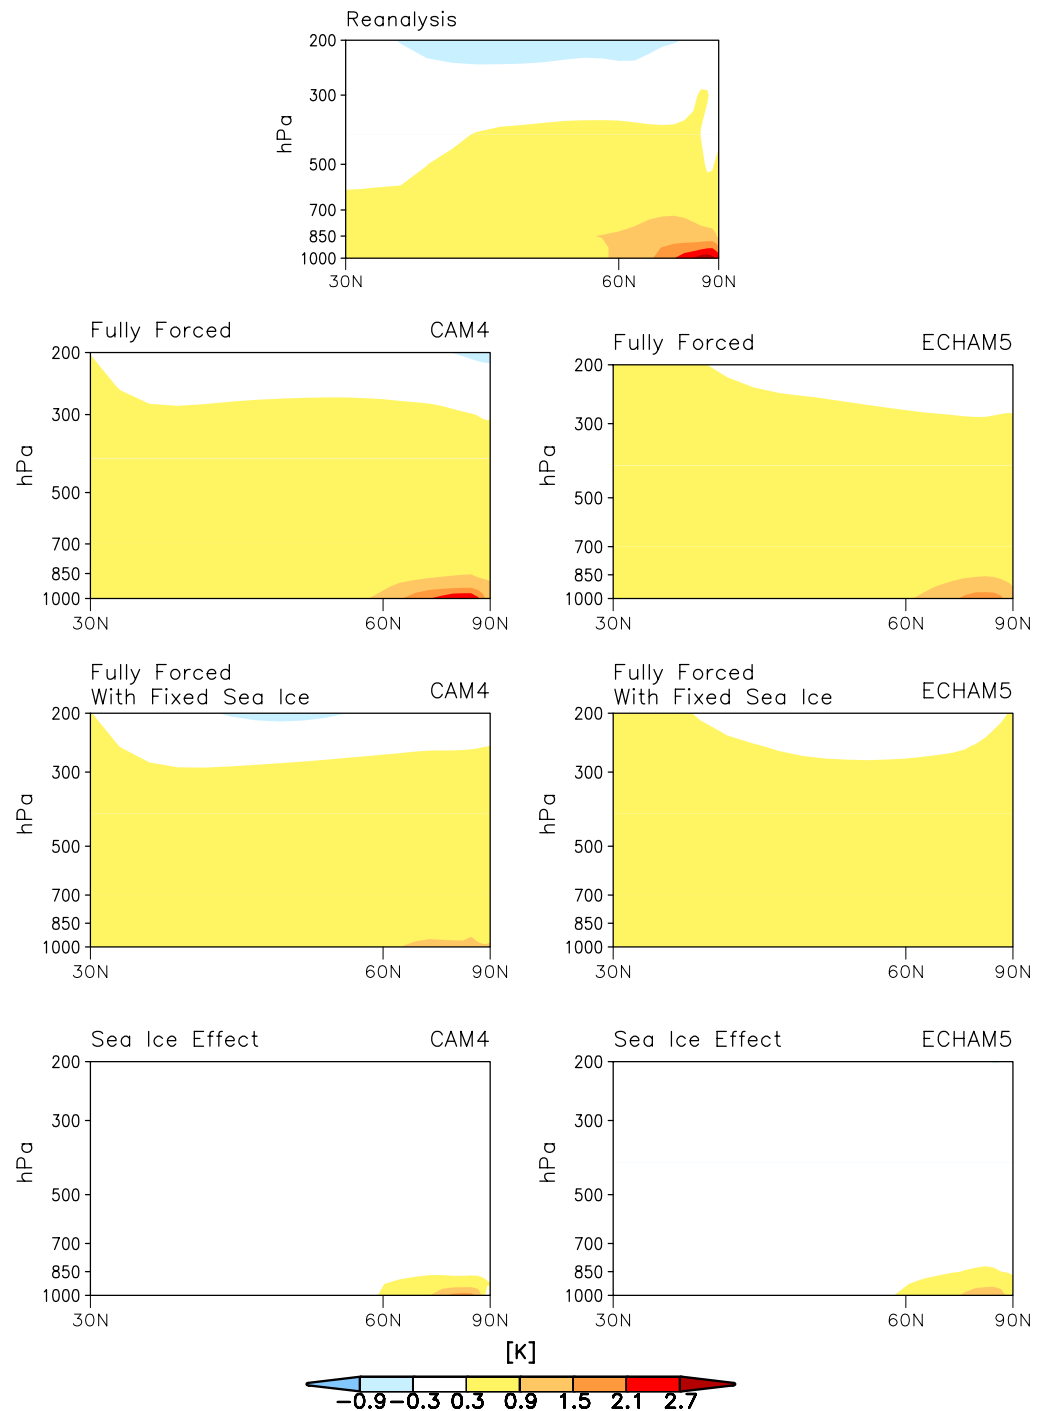 Reanalysis
200
300
hPa
500
700
850
1000
30N 60N 90N
Fully Forced CAM4
200
300
hPa
500
700
850
1000
30N 60N 90N
Fully Forced ECHAM5
200
300
hPa
500
700
850
1000
30N 60N 90N
Fully Forced
With Fixed Sea Ice CAM4
200
300
hPa
500
700
850
1000
30N 60N 90N
Fully Forced
With Fixed Sea Ice ECHAM5
200
300
hPa
500
700
850
1000
30N 60N 90N
Sea Ice Effect CAM4
200
300
hPa
500
700
850
1000
30N 60N 90N
Sea Ice Effect ECHAM5
200
300
hPa
500
700
850
1000
30N 60N 90N
[K]
-0.9 -0.3 0.3 0.9 1.5 2.1 2.7